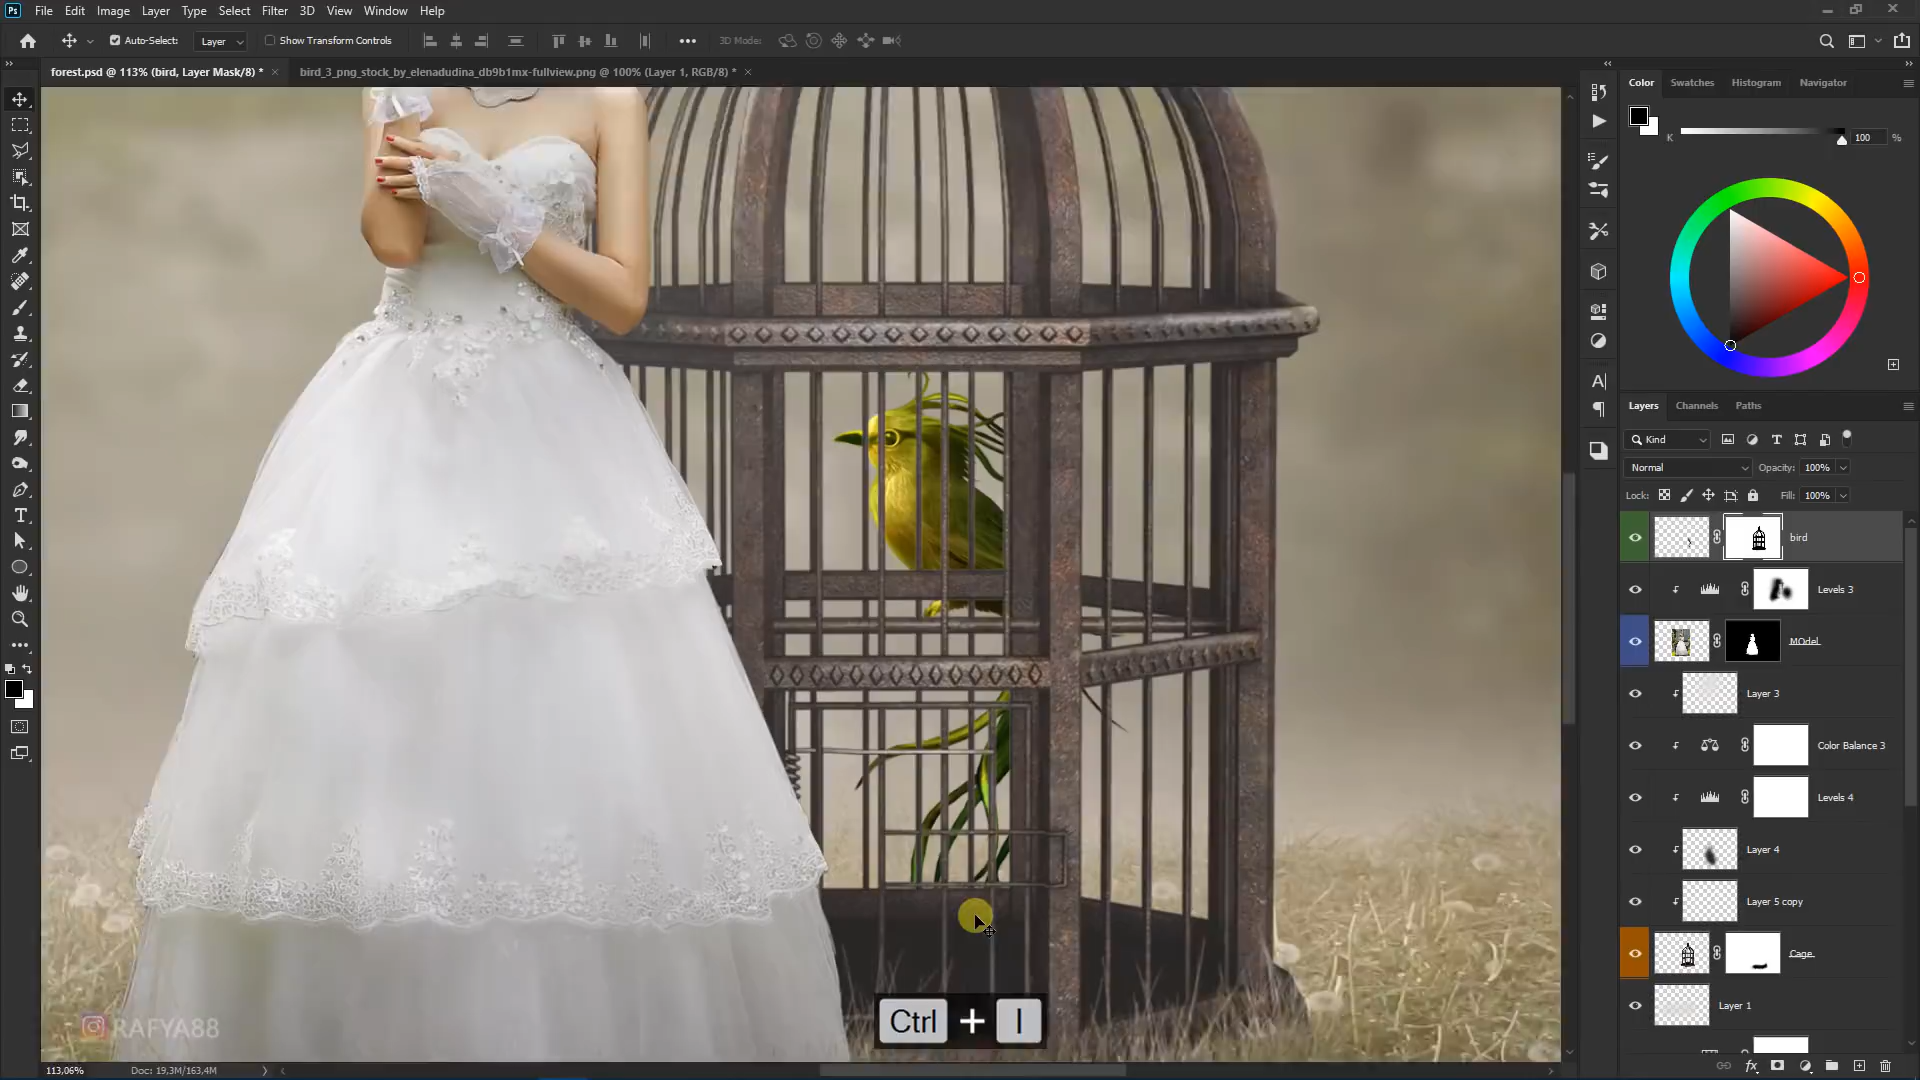 Ps File Edit Image Layer Type Select Filter 3D View Window Help
Auto-Select: Layer Show Transform Controls 3D Mode:
forest.psd @ 113% (bird, Layer Mask/8) * × bird_3_png_stock_by_elenadudina_db9b1mx-fullview.png @ 100% (Layer 1, RGB/8) * ×
Color Swatches Histogram Navigator
K 100 %
Layers Channels Paths
Kind
Normal Opacity: 100%
Lock: Fill: 100%
bird
Levels 3
MOdel
Layer 3
Color Balance 3
Levels 4
Layer 4
Layer 5 copy
Cage
Layer 1
Ctrl + I
RAFYA88
113,06% Doc: 19,3M/163,4M